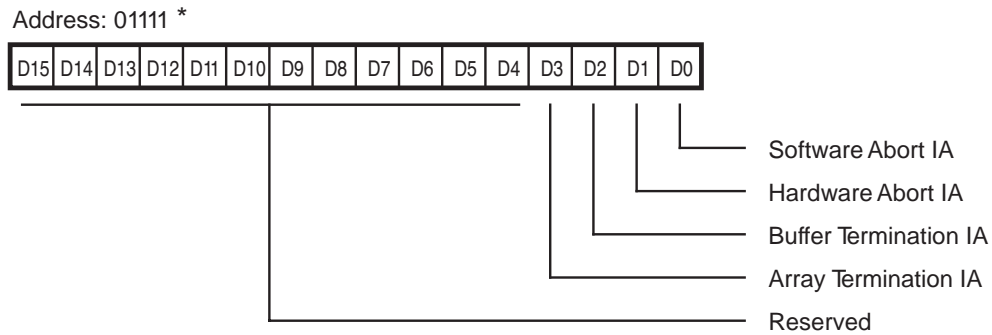 Address: 01111 *
D15 D14 D13 D12 D11 D10 D9 D8 D7 D6 D5 D4 D3 D2 D1 D0
Software Abort IA
Hardware Abort IA
Buffer Termination IA
Array Termination IA
Reserved